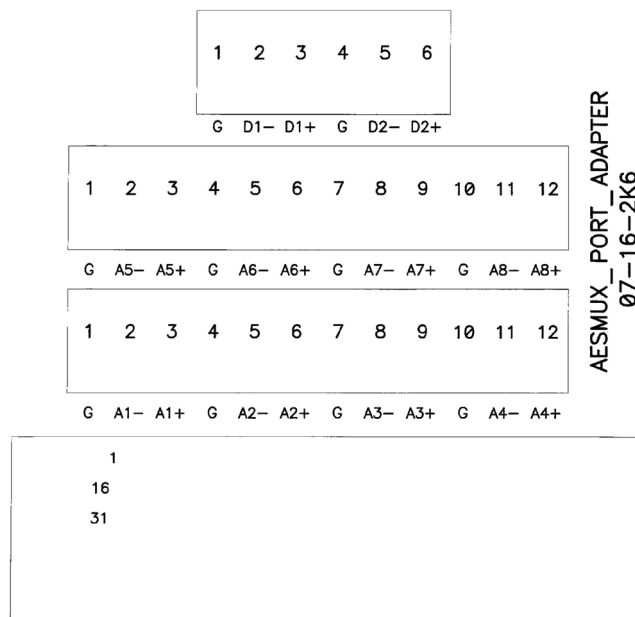 1 2 3 4 5 6
G D1– D1+ G D2– D2+
1 2 3 4 5 6 7 8 9 10 11 12
G A5– A5+ G A6– A6+ G A7– A7+ G A8– A8+
1 2 3 4 5 6 7 8 9 10 11 12
G A1– A1+ G A2– A2+ G A3– A3+ G A4– A4+
1
16
31
AESMUX_PORT_ADAPTER
07–16–2K6